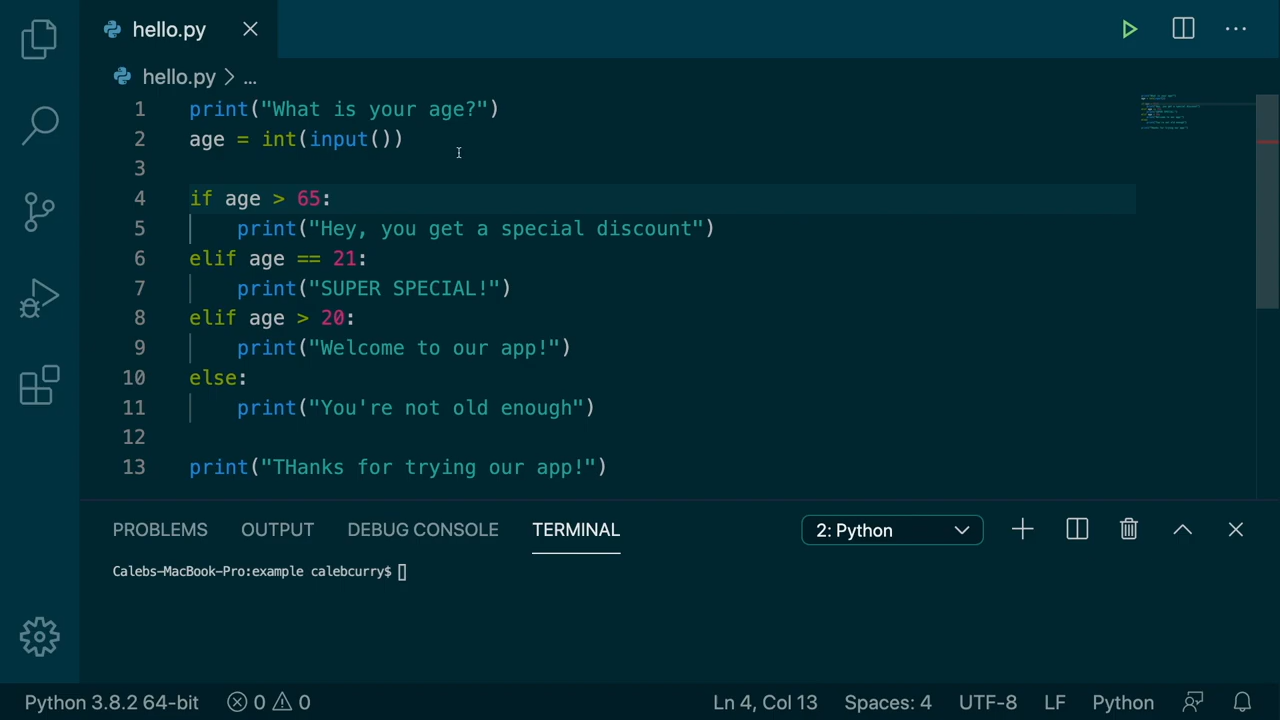 hello.py
hello.py > ...
1 print("What is your age?")
2 age = int(input())
3
4 if age > 65:
5     print("Hey, you get a special discount")
6 elif age == 21:
7     print("SUPER SPECIAL!")
8 elif age > 20:
9     print("Welcome to our app!")
10 else:
11     print("You're not old enough")
12
13 print("THanks for trying our app!")
PROBLEMS OUTPUT DEBUG CONSOLE TERMINAL 2: Python
Calebs-MacBook-Pro:example calebcurry$
Python 3.8.2 64-bit 0 0 Ln 4, Col 13 Spaces: 4 UTF-8 LF Python